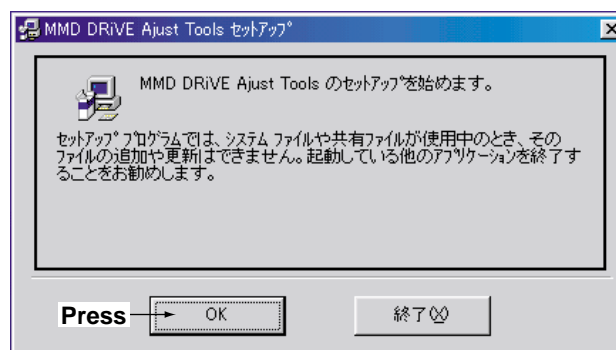 MMD DRiVE Ajust Tools ｾｯﾄｱｯﾌﾟ
MMD DRiVE Ajust Tools のｾｯﾄｱｯﾌﾟを始めます。
ｾｯﾄｱｯﾌﾟ ﾌﾟﾛｸﾞﾗﾑでは、ｼｽﾃﾑ ﾌｧｲﾙや共有ﾌｧｲﾙが使用中のとき、その
ﾌｧｲﾙの追加や更新はできません。起動している他のｱﾌﾟﾘｹｰｼｮﾝを終了す
ることをお勧めします。
Press OK 終了(X)